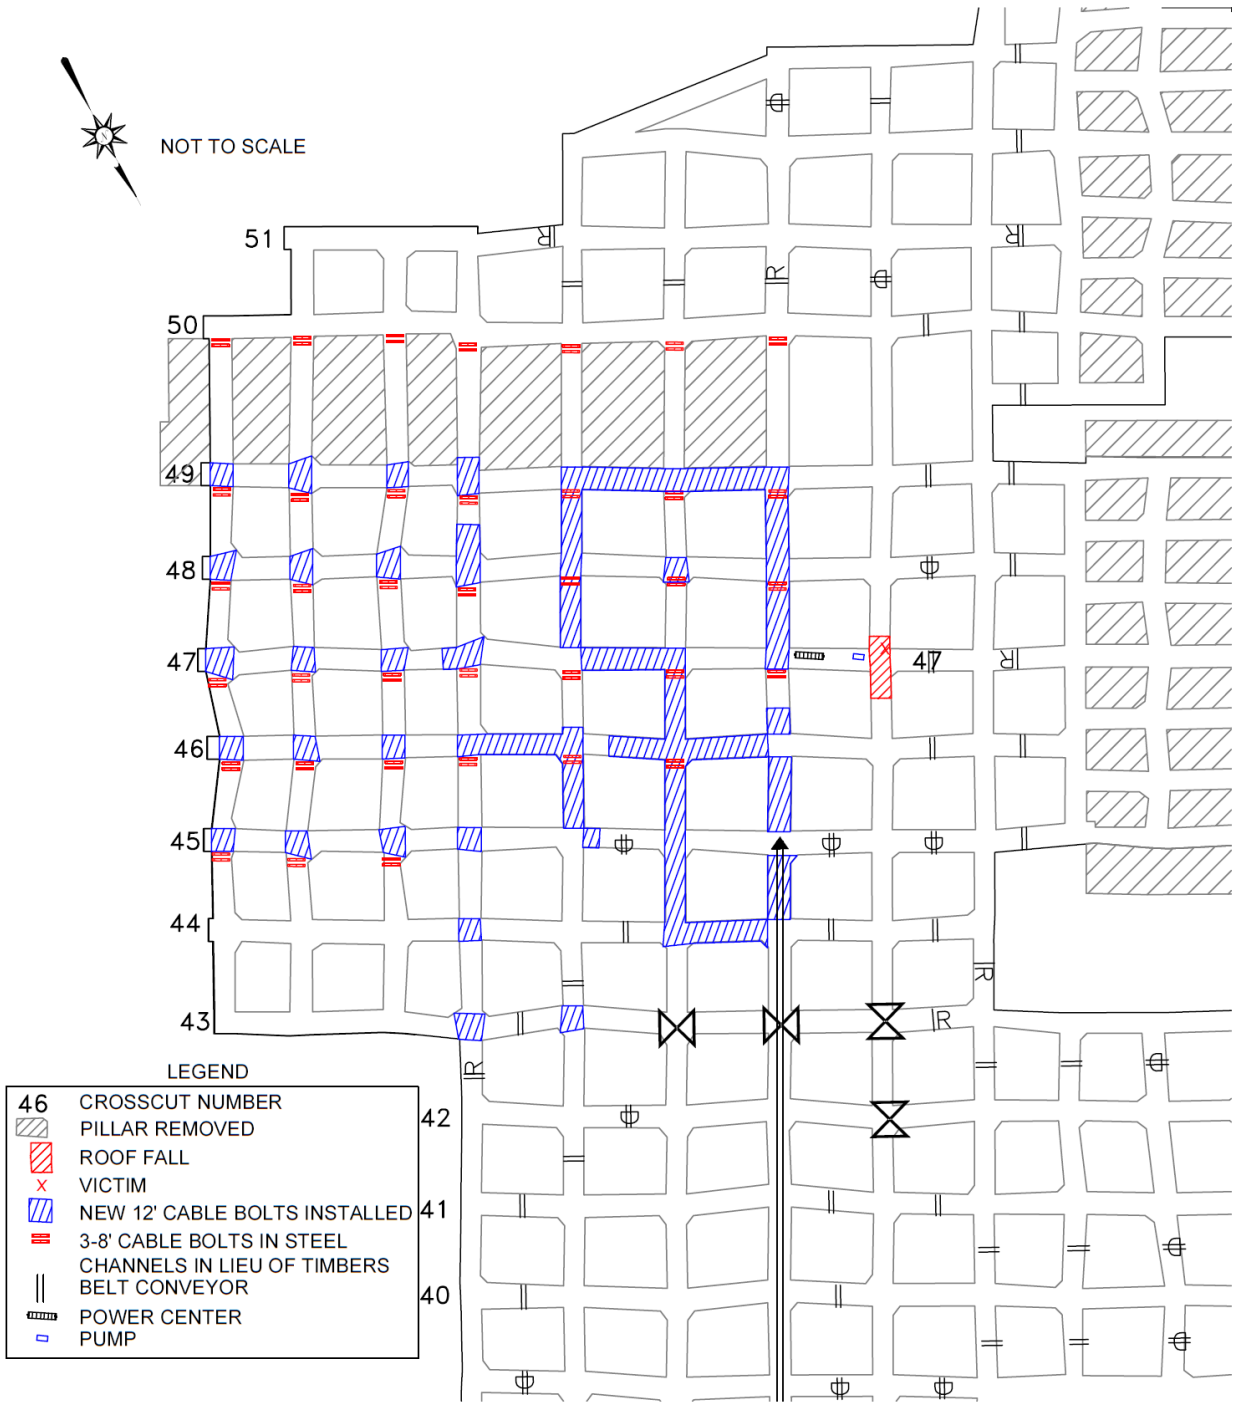 NOT TO SCALE
R
51
R
R
R
50
49
48
47
47
R
46
45
44
R
43
R
R
LEGEND
46 CROSSCUT NUMBER
PILLAR REMOVED
ROOF FALL
X VICTIM
NEW 12' CABLE BOLTS INSTALLED
3-8' CABLE BOLTS IN STEEL
CHANNELS IN LIEU OF TIMBERS
BELT CONVEYOR
POWER CENTER
PUMP
42
41
40